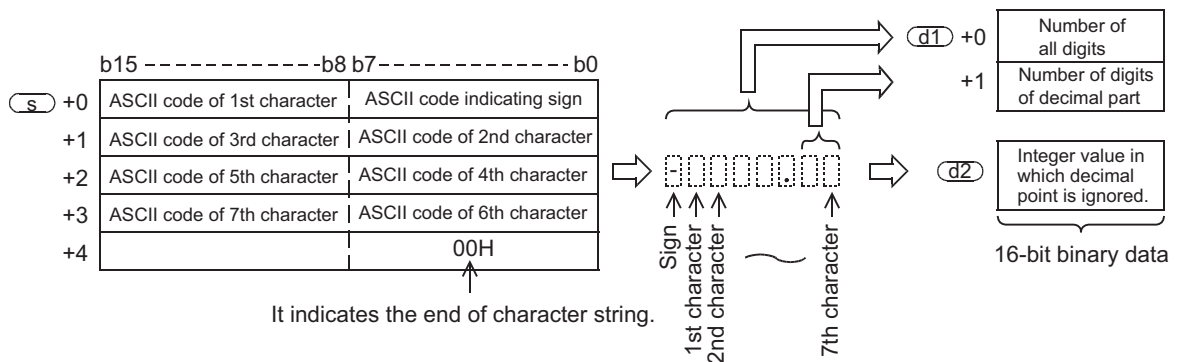 b15 b8 b7 b0
s +0 ASCII code of 1st character ASCII code indicating sign
+1 ASCII code of 3rd character ASCII code of 2nd character
+2 ASCII code of 5th character ASCII code of 4th character
+3 ASCII code of 7th character ASCII code of 6th character
+4 00H
It indicates the end of character string.
- .
Sign
1st character
2nd character
7th character
d1 +0 Number of
all digits
+1 Number of digits
of decimal part
d2 Integer value in
which decimal
point is ignored.
16-bit binary data